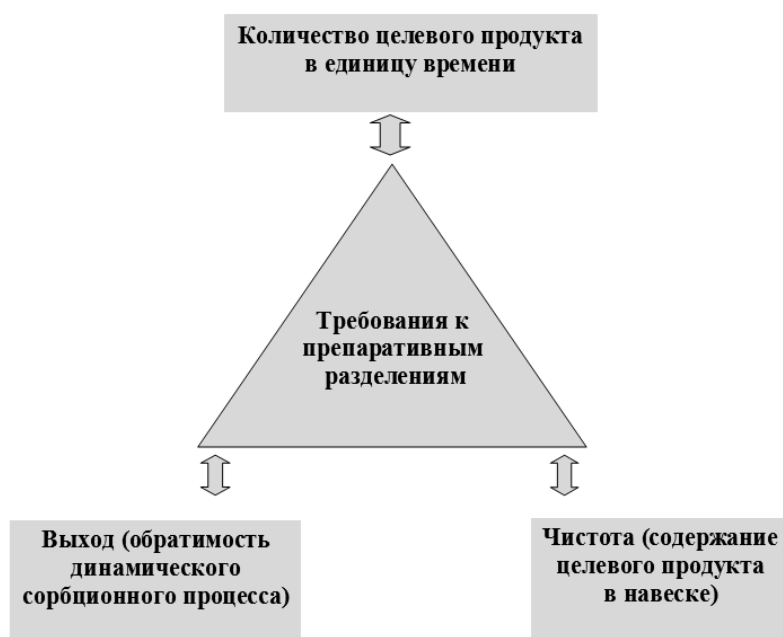 Количество целевого продукта
в единицу времени
Требования к
препаративным
разделениям
Выход (обратимость
динамического
сорбционного процесса)
Чистота (содержание
целевого продукта
в навеске)